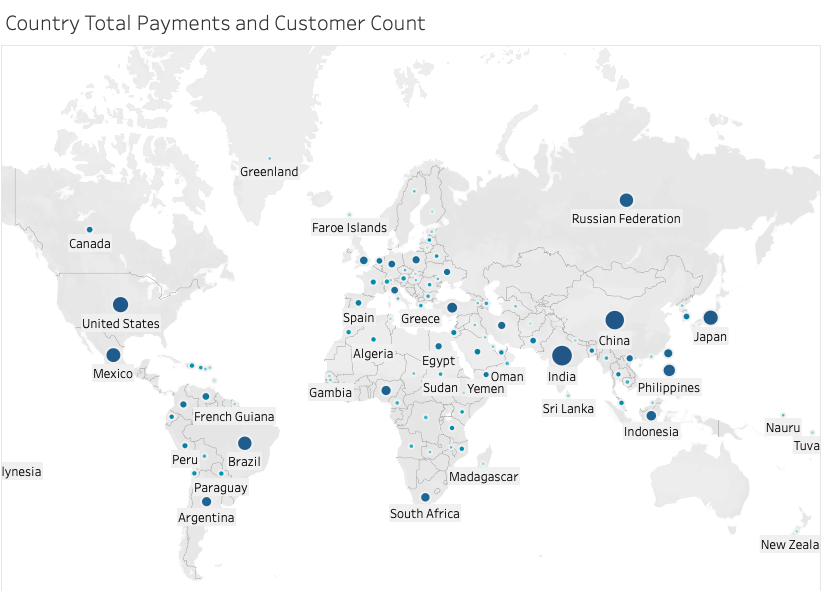 Country Total Payments and Customer Count
Greenland
Russian Federation
Faroe Islands
Canada
Spain
Greece
United States
Japan
China
Algeria
Egypt
Mexico
India
Oman
Sudan
Yemen
Philippines
Gambia
Sri Lanka
French Guiana
Nauru
Indonesia
Tuva
Peru
Brazil
lynesia
Madagascar
Paraguay
South Africa
Argentina
New Zeala